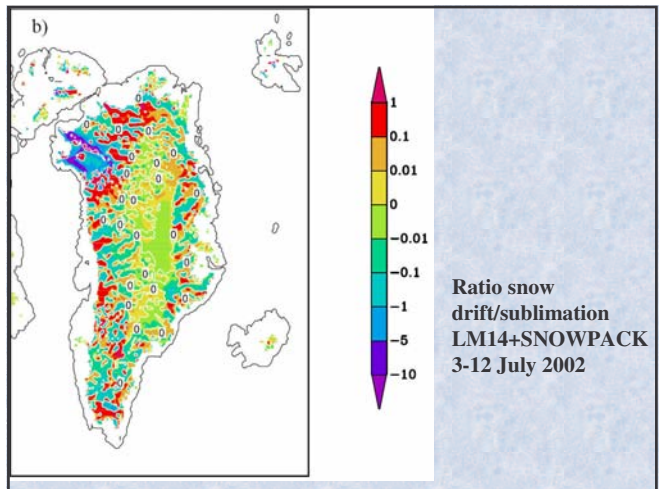 b)
1
0.1
0.01
0
−0.01
−0.1
−1
−5
−10
Ratio snow
drift/sublimation
LM14+SNOWPACK
3-12 July 2002